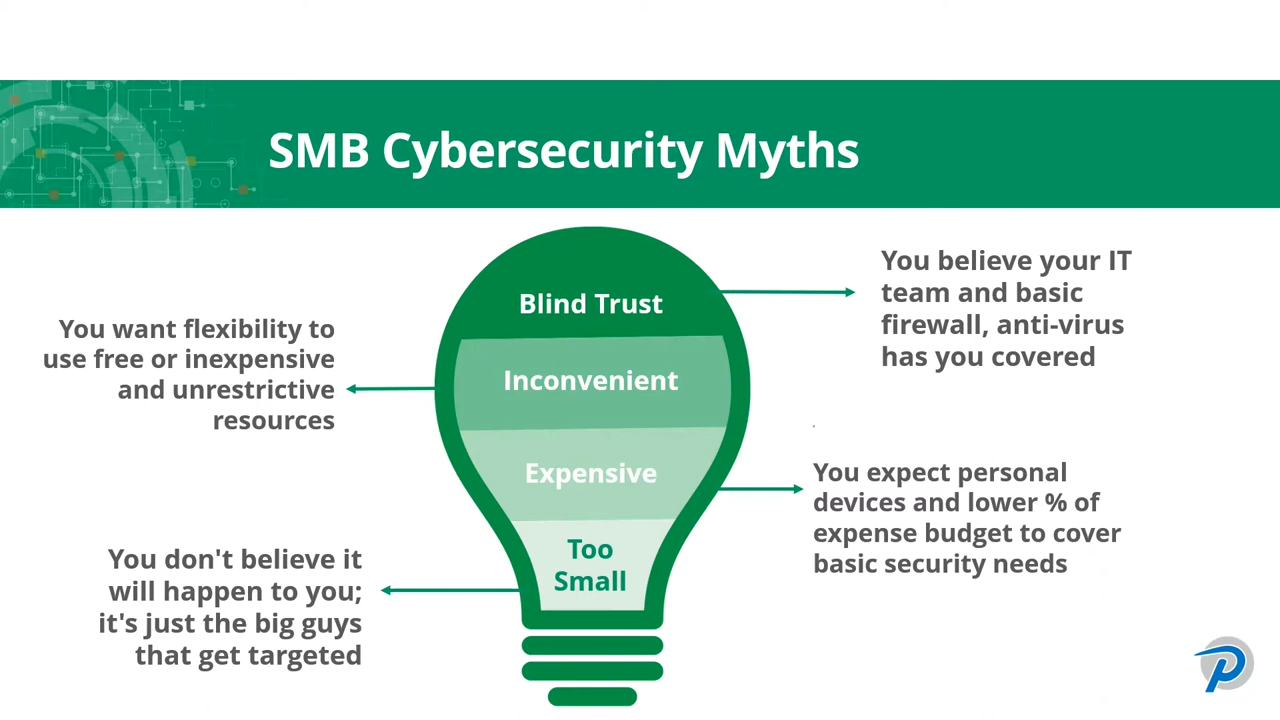 SMB Cybersecurity Myths
Blind Trust
You believe your IT
team and basic
firewall, anti-virus
has you covered
Inconvenient
You want flexibility to
use free or inexpensive
and unrestrictive
resources
Expensive
You expect personal
devices and lower % of
expense budget to cover
basic security needs
Too
Small
You don't believe it
will happen to you;
it's just the big guys
that get targeted
P